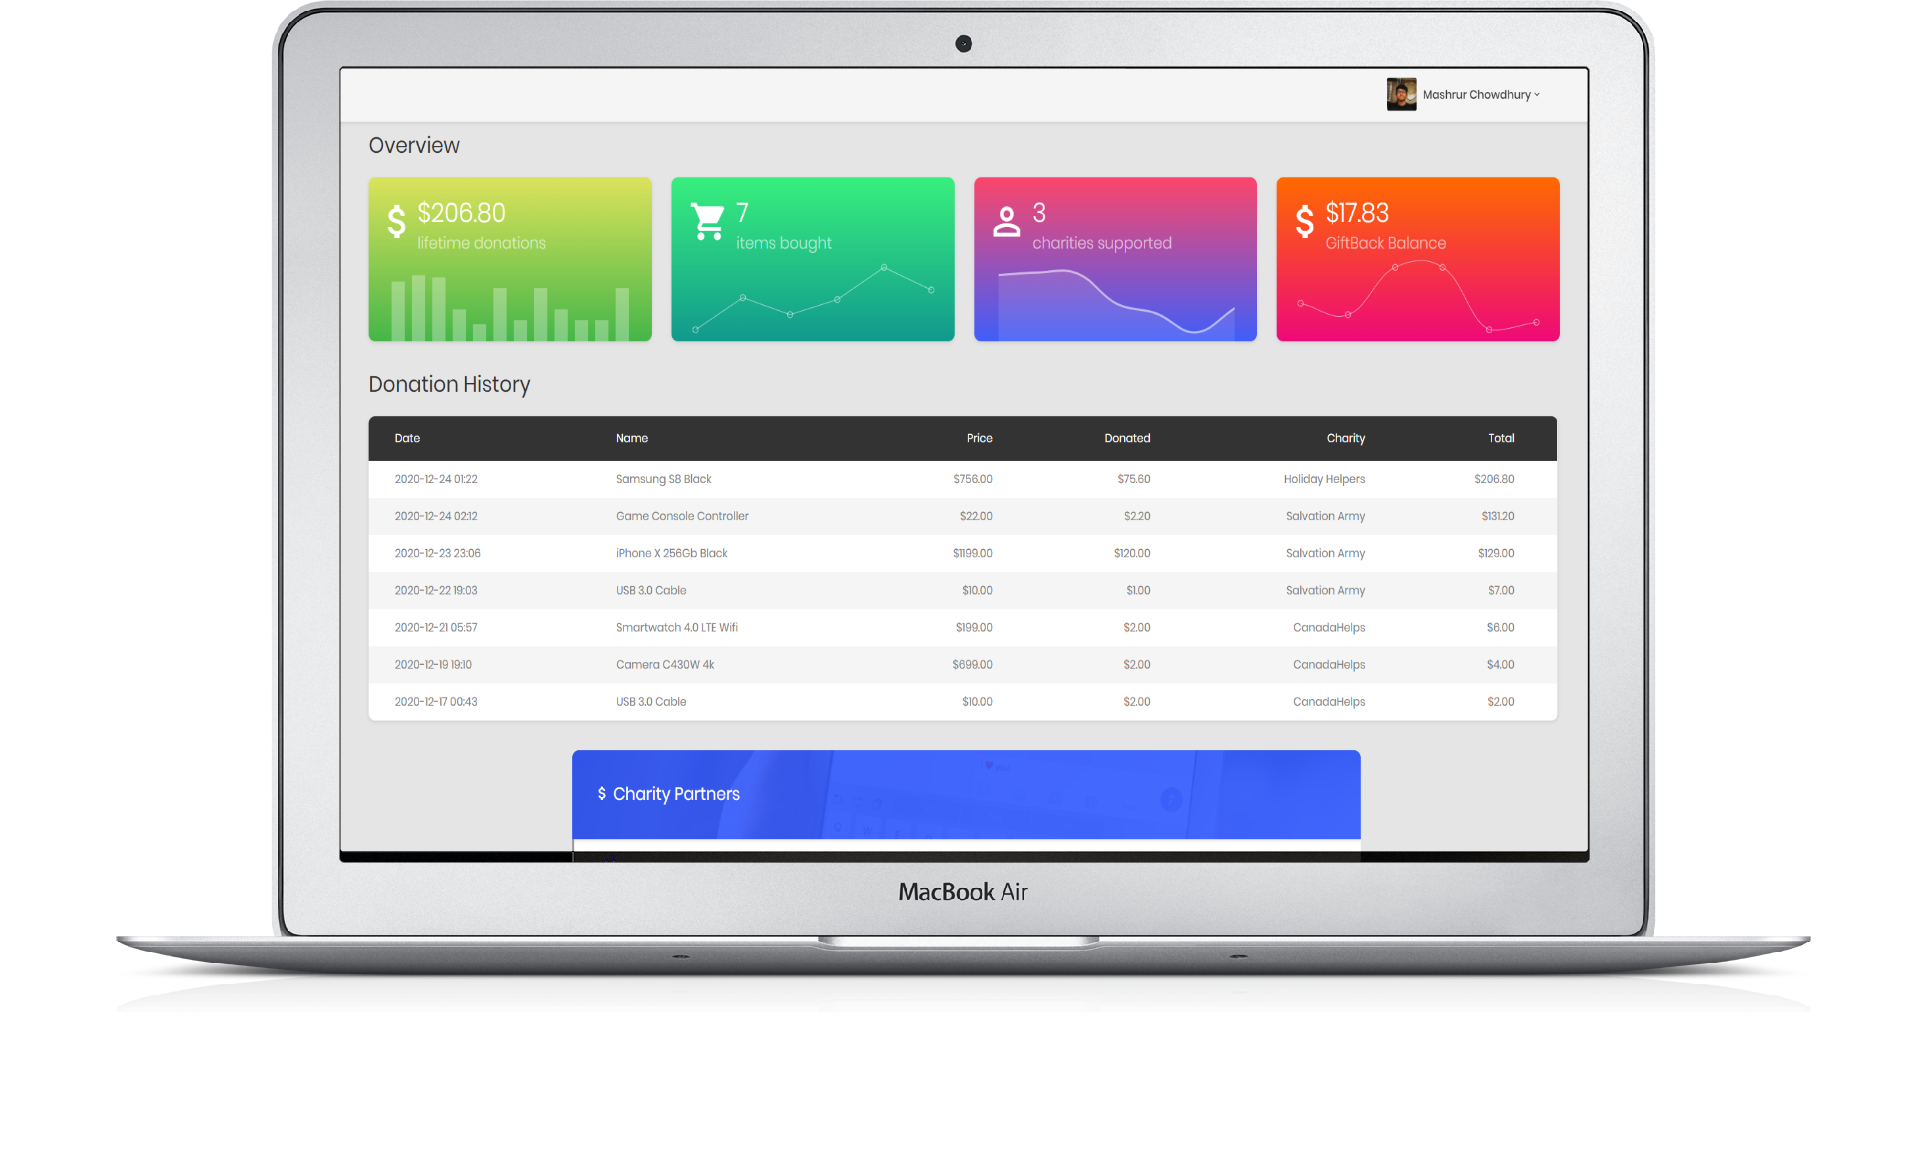 Mashrur Chowdhury
Overview
$206.80
lifetime donations
7
items bought
3
charities supported
$17.83
GiftBack Balance
Donation History
Date Name Price Donated Charity Total
2020-12-24 01:22 Samsung S8 Black $756.00 $75.60 Holiday Helpers $206.80
2020-12-24 02:12 Game Console Controller $22.00 $2.20 Salvation Army $131.20
2020-12-23 23:06 iPhone X 256Gb Black $1199.00 $120.00 Salvation Army $129.00
2020-12-22 19:03 USB 3.0 Cable $10.00 $1.00 Salvation Army $7.00
2020-12-21 05:57 Smartwatch 4.0 LTE Wifi $199.00 $2.00 CanadaHelps $6.00
2020-12-19 19:10 Camera C430W 4k $699.00 $2.00 CanadaHelps $4.00
2020-12-17 00:43 USB 3.0 Cable $10.00 $2.00 CanadaHelps $2.00
$ Charity Partners
MacBook Air